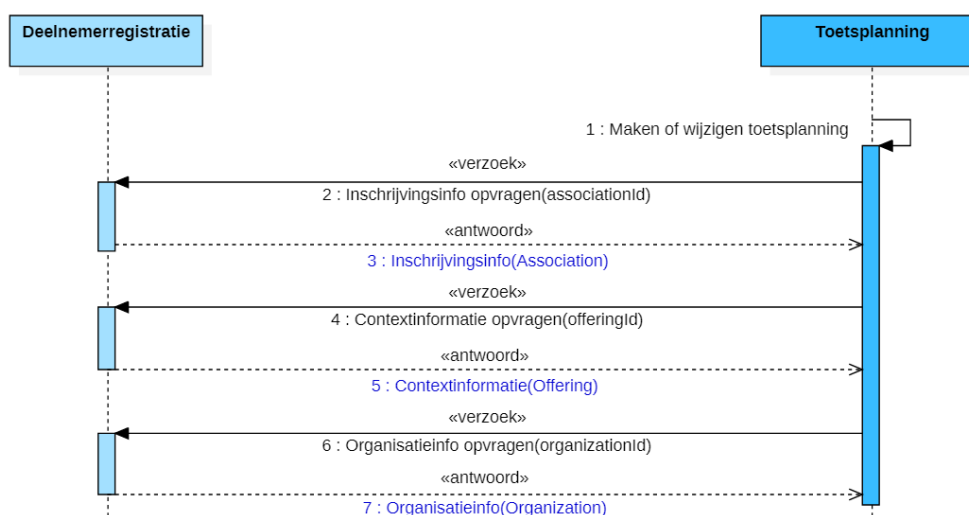 Deelnemerregistratie
Toetsplanning
1 : Maken of wijzigen toetsplanning
«verzoek»
2 : Inschrijvingsinfo opvragen(associationId)
«antwoord»
3 : Inschrijvingsinfo(Association)
«verzoek»
4 : Contextinformatie opvragen(offeringId)
«antwoord»
5 : Contextinformatie(Offering)
«verzoek»
6 : Organisatieinfo opvragen(organizationId)
«antwoord»
7 : Organisatieinfo(Organization)